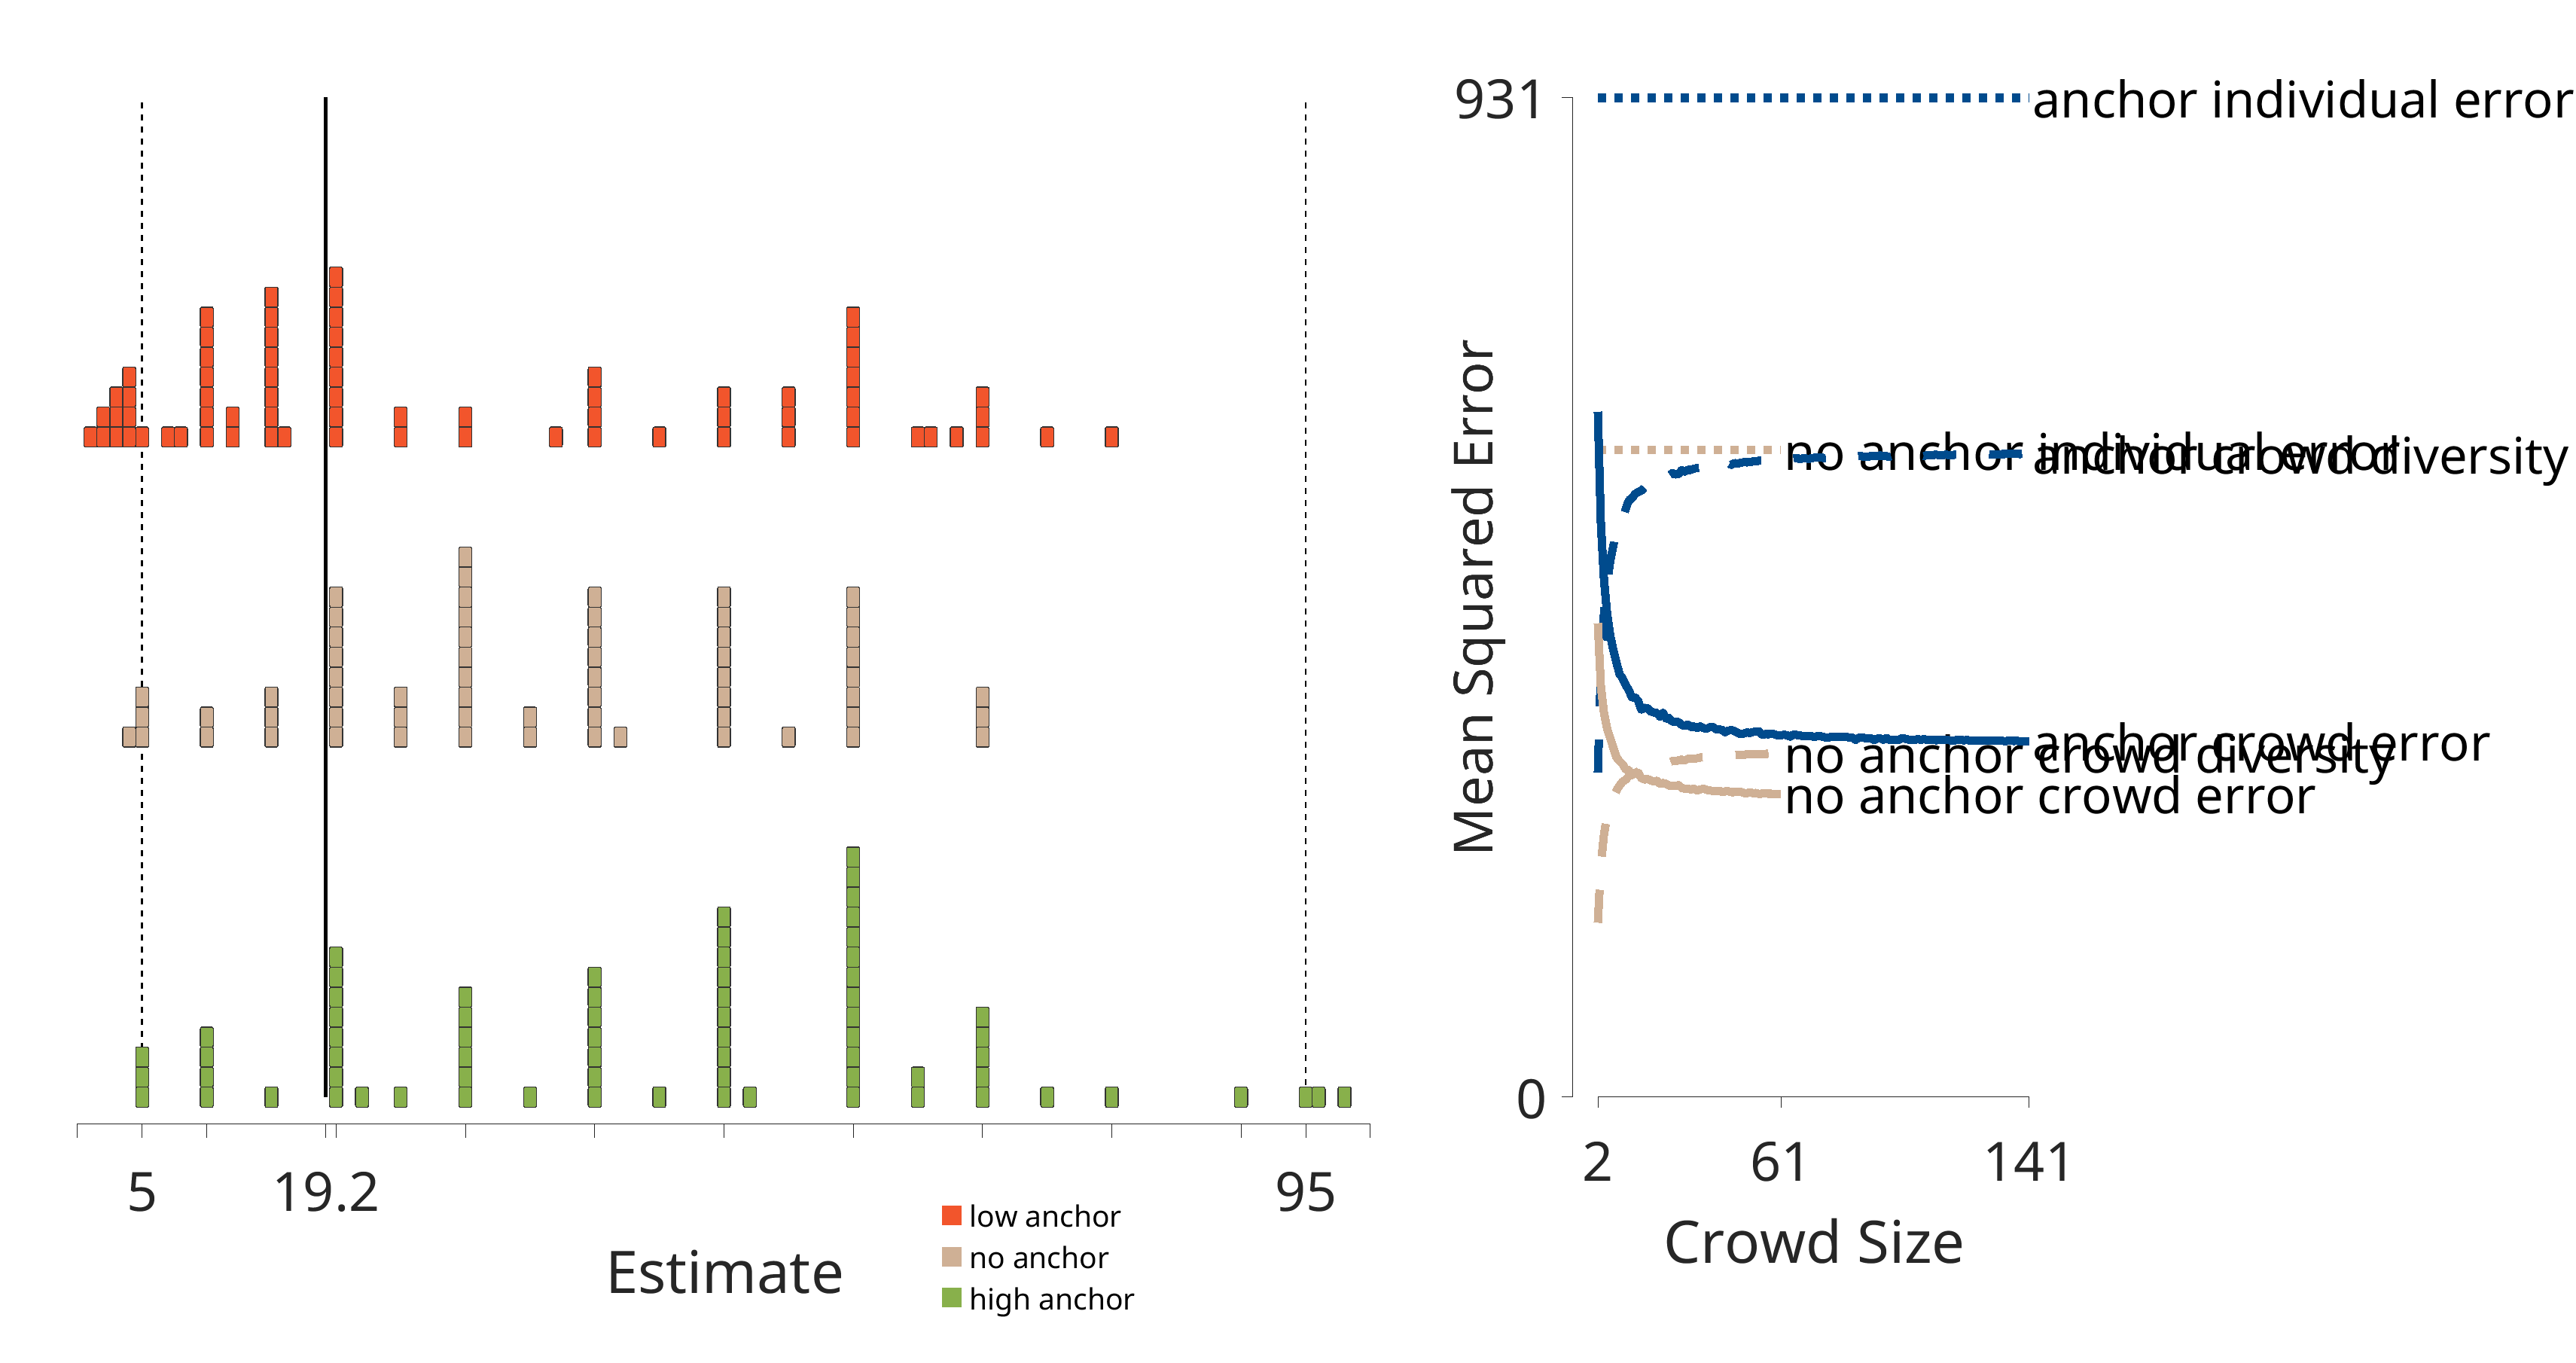 5
19.2
95
Estimate
low anchor
no anchor
high anchor
931
0
Mean Squared Error
anchor individual error
no anchor individual error
anchor crowd diversity
anchor crowd error
no anchor crowd diversity
no anchor crowd error
2
61
141
Crowd Size